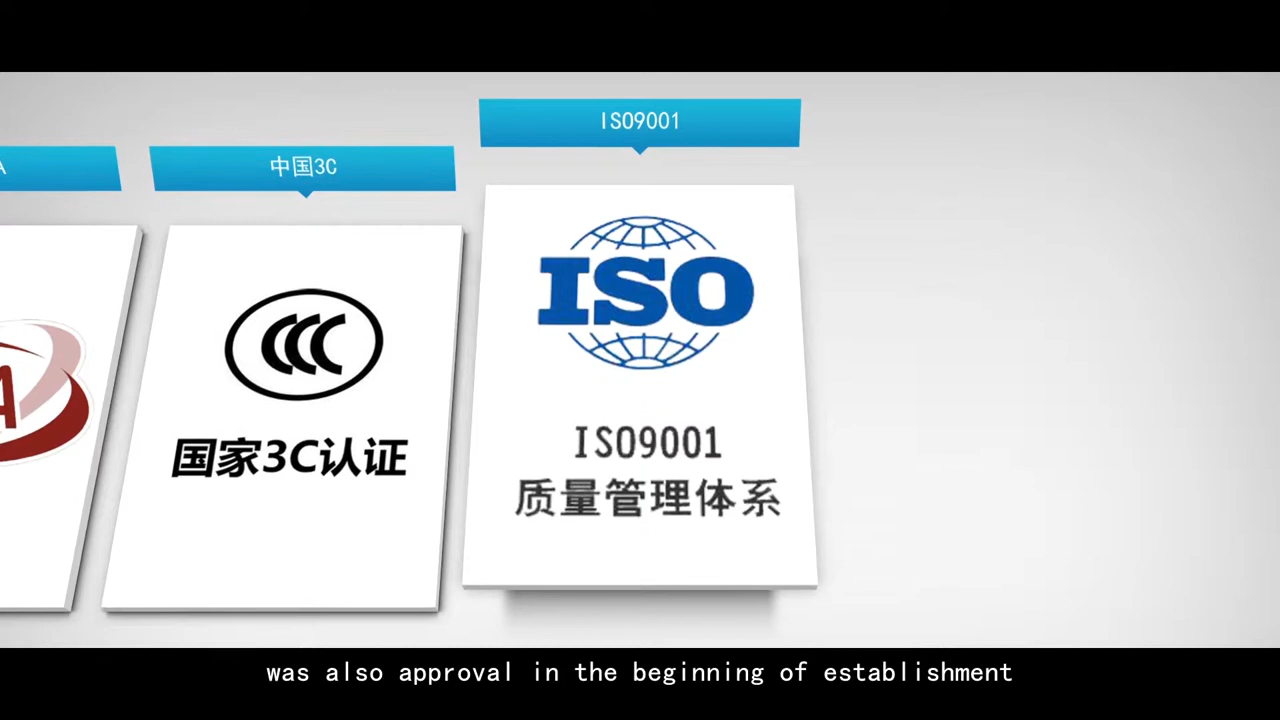 ISO9001
A
中国3C
ISO
CCC
A
国家3C认证
ISO9001
质量管理体系
was also approval in the beginning of establishment